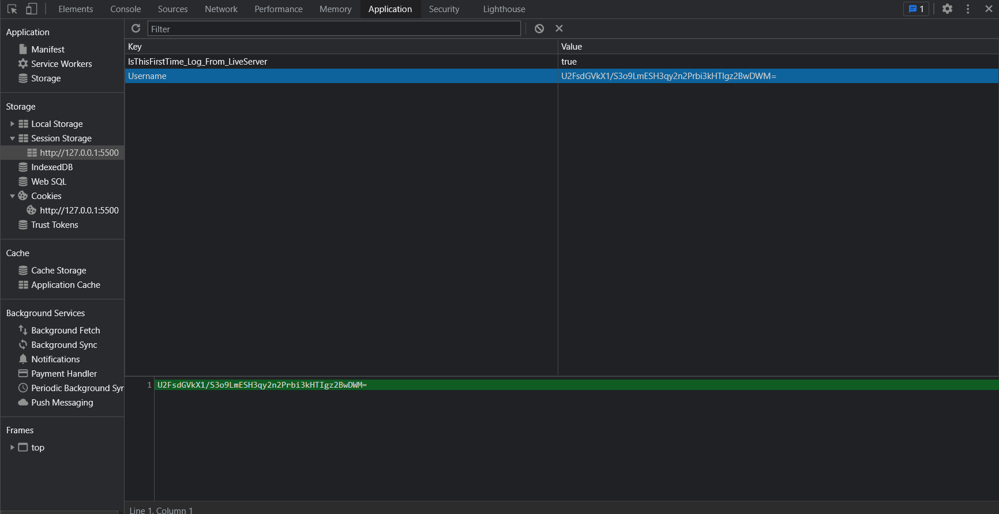 Elements Console Sources Network Performance Memory Application Security Lighthouse 1
Application
Manifest
Service Workers
Storage
Storage
Local Storage
Session Storage
http://127.0.0.1:5500
IndexedDB
Web SQL
Cookies
http://127.0.0.1:5500
Trust Tokens
Cache
Cache Storage
Application Cache
Background Services
Background Fetch
Background Sync
Notifications
Payment Handler
Periodic Background Syn
Push Messaging
Frames
top
Filter
Key Value
IsThisFirstTime_Log_From_LiveServer true
Username U2FsdGVkX1/S3o9LmESH3qy2n2Prbi3kHTIgz2BwDWM=
1 U2FsdGVkX1/S3o9LmESH3qy2n2Prbi3kHTIgz2BwDWM=
Line 1, Column 1